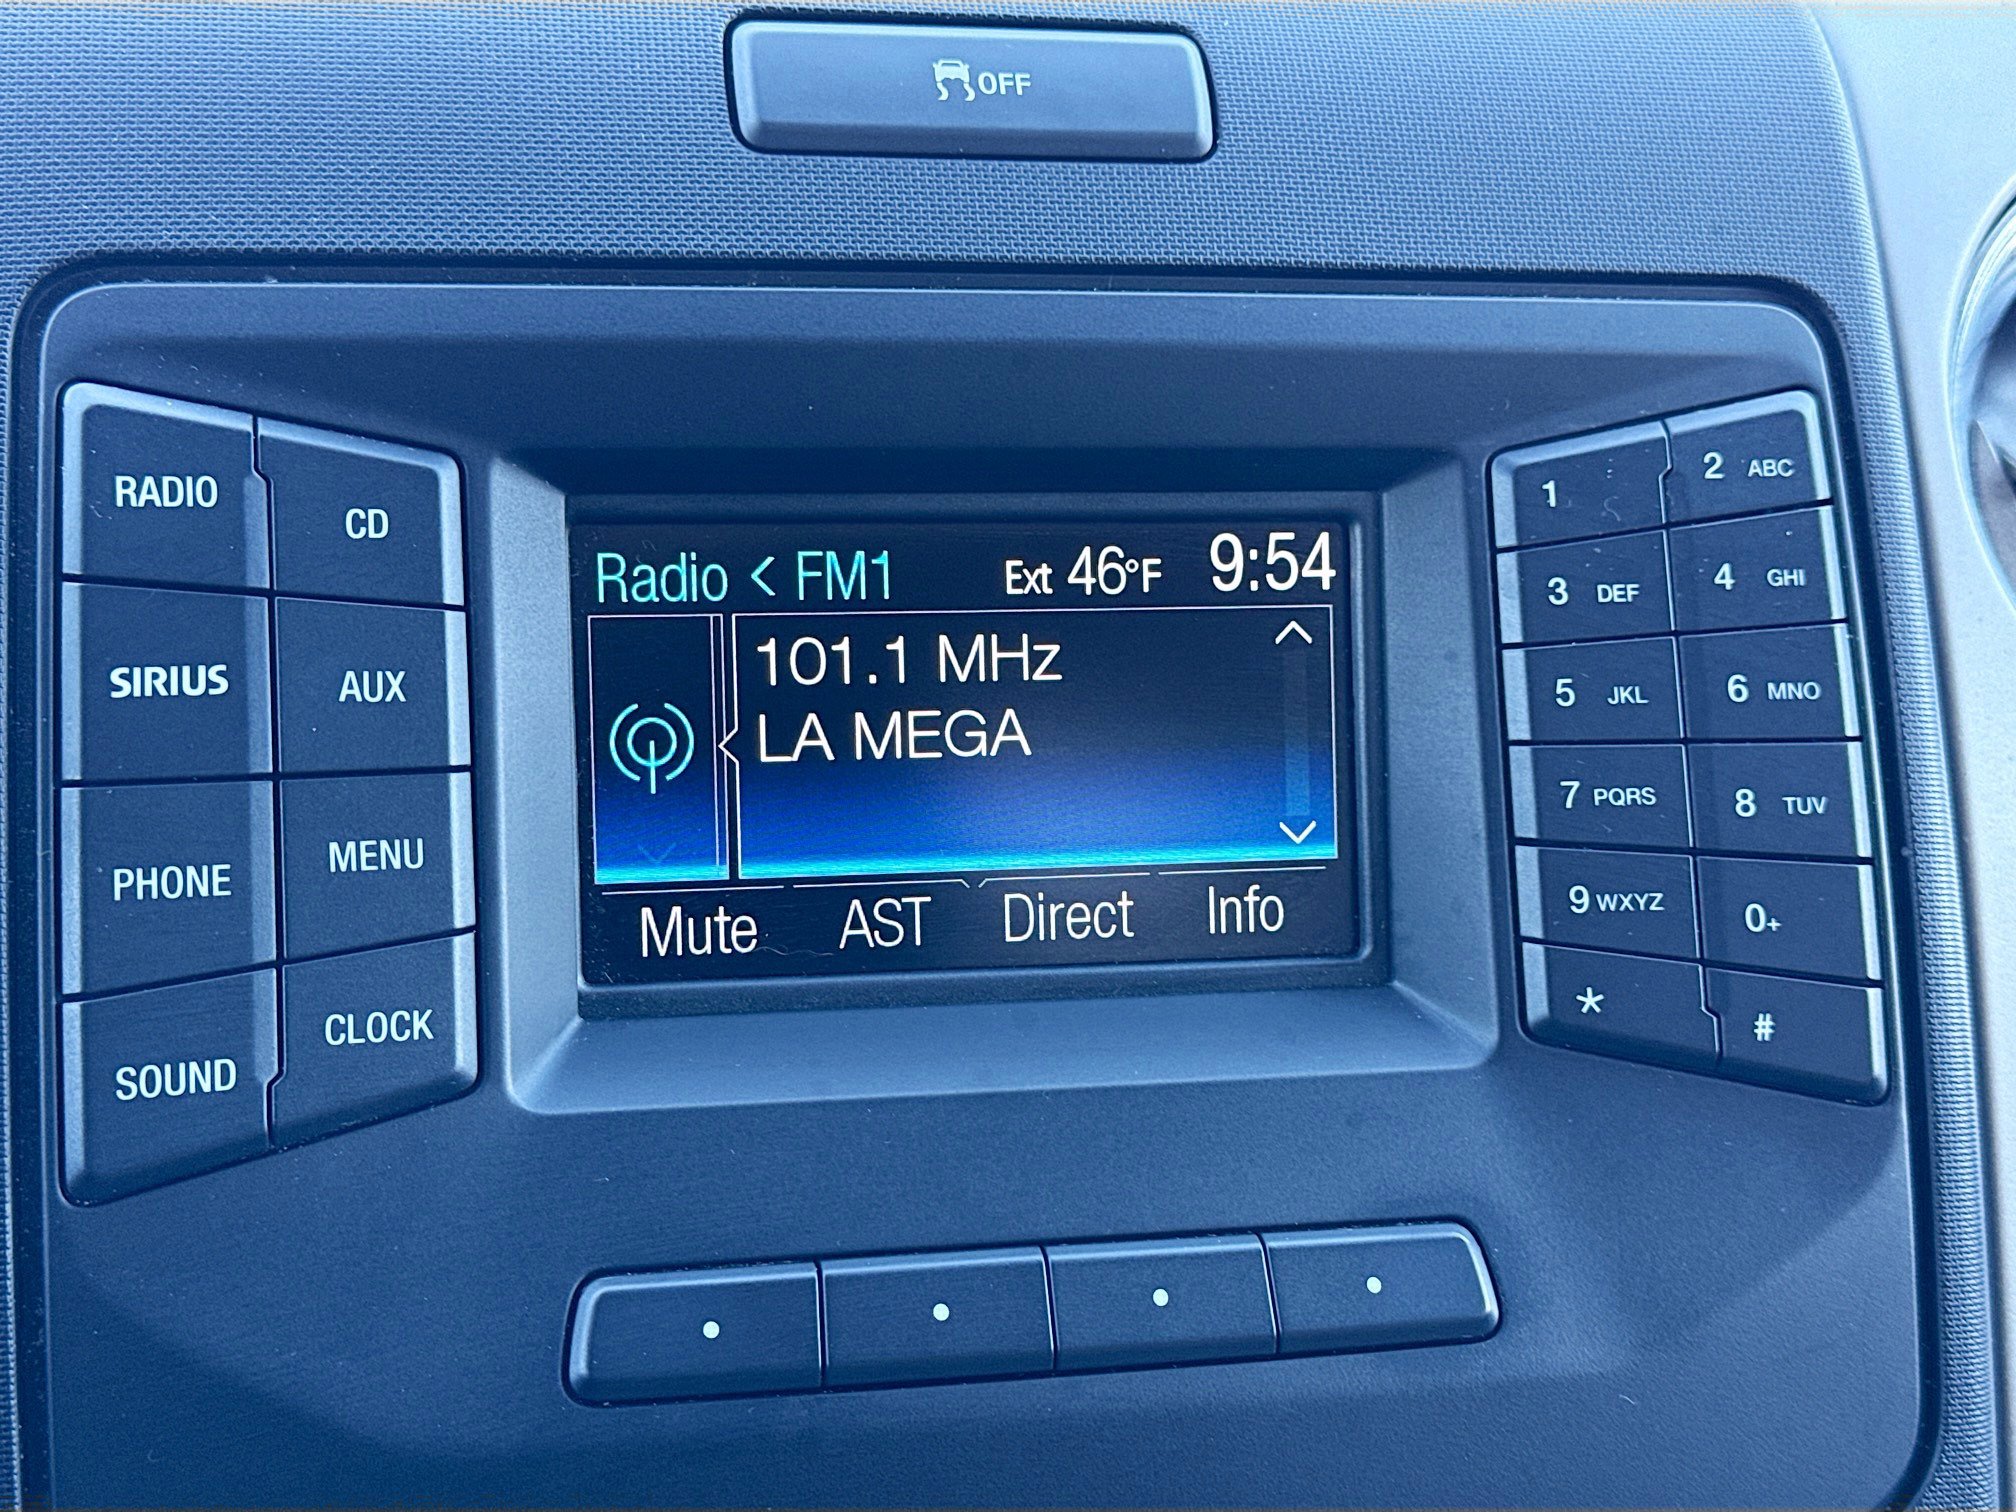 OFF
RADIO
CD
SIRIUS
AUX
PHONE
MENU
SOUND
CLOCK
Radio < FM1 Ext 46°F 9:54
101.1 MHz
LA MEGA
Mute AST Direct Info
1
2 ABC
3 DEF
4 GHI
5 JKL
6 MNO
7 PQRS
8 TUV
9 WXYZ
0+
*
#